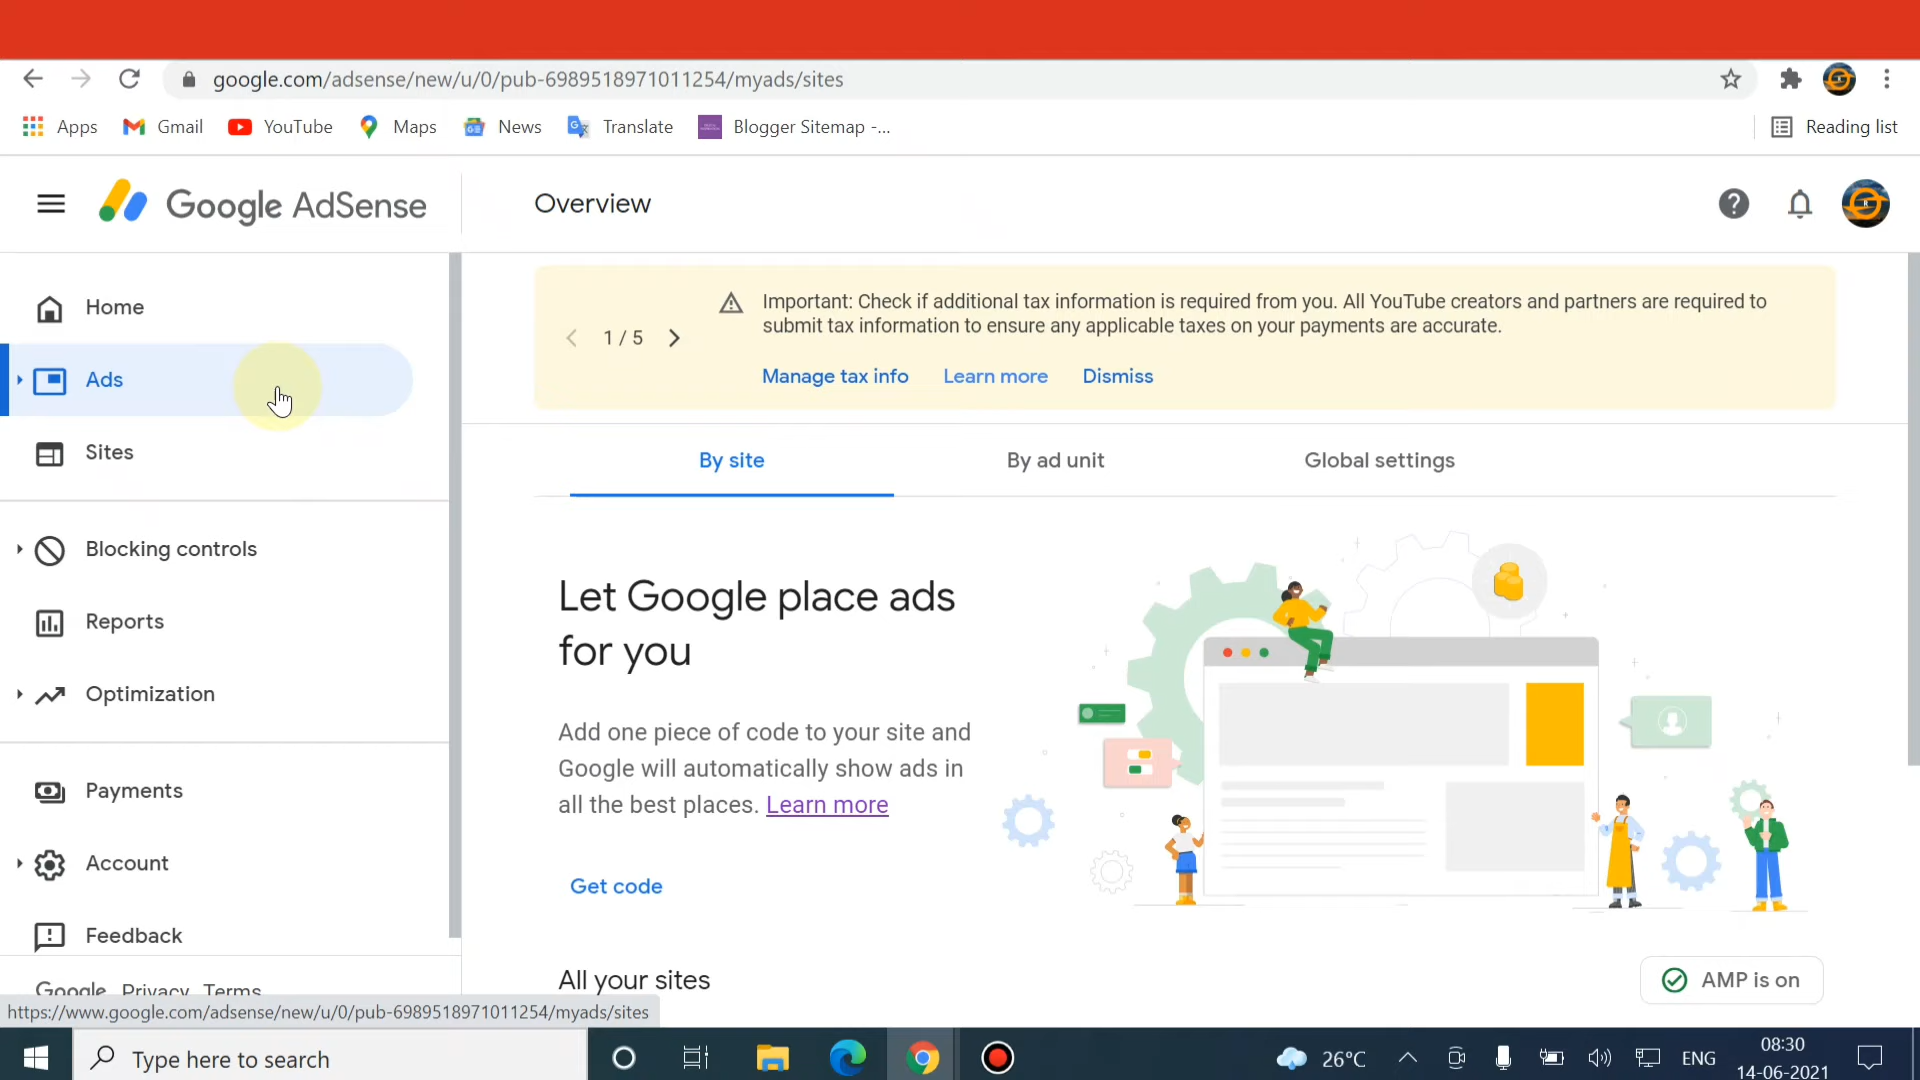 google.com/adsense/new/u/0/pub-6989518971011254/myads/sites
Apps Gmail YouTube Maps News Translate Blogger Sitemap -... Reading list
Google AdSense Overview
Home
Ads
Sites
Blocking controls
Reports
Optimization
Payments
Account
Feedback
Google Privacy Terms
https://www.google.com/adsense/new/u/0/pub-6989518971011254/myads/sites
1 / 5
Important: Check if additional tax information is required from you. All YouTube creators and partners are required to
submit tax information to ensure any applicable taxes on your payments are accurate.
Manage tax info Learn more Dismiss
By site By ad unit Global settings
Let Google place ads
for you
Add one piece of code to your site and
Google will automatically show ads in
all the best places. Learn more
Get code
All your sites AMP is on
Type here to search 26°C ENG 08:30
14-06-2021